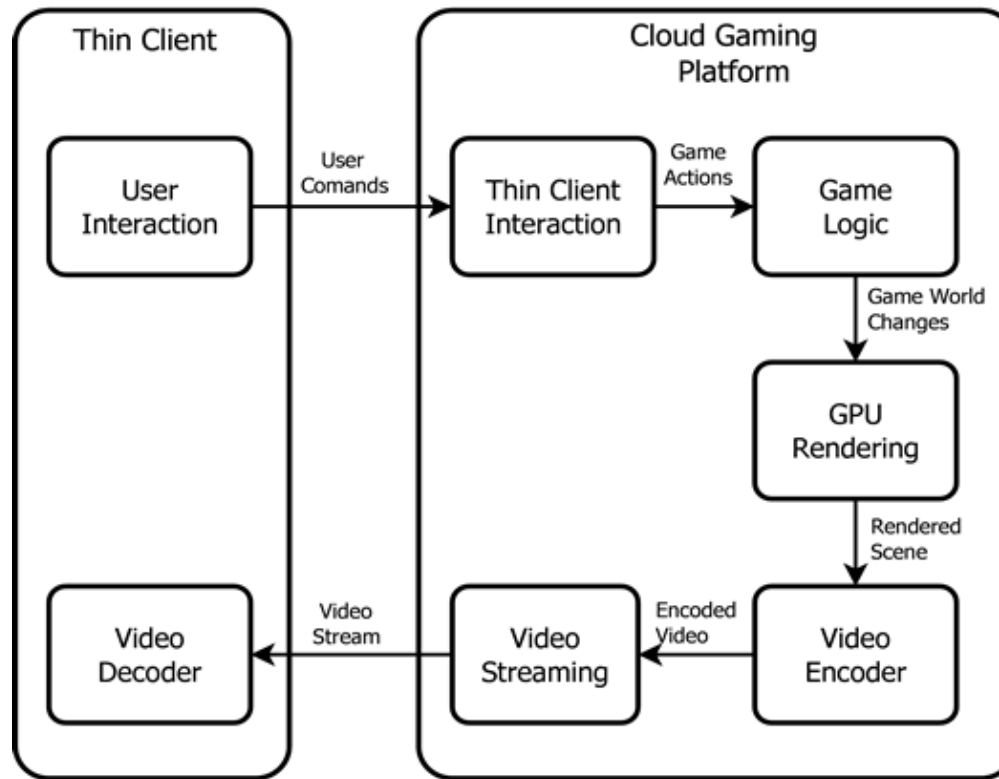 Thin Client
Cloud Gaming
Platform
User
Interaction
User
Comands
Thin Client
Interaction
Game
Actions
Game
Logic
Game World
Changes
GPU
Rendering
Rendered
Scene
Video
Decoder
Video
Stream
Video
Streaming
Encoded
Video
Video
Encoder